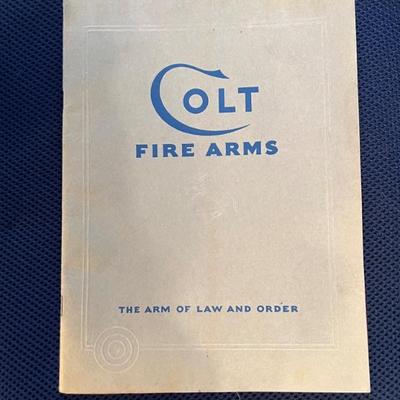 COLT
FIRE ARMS
THE ARM OF LAW AND ORDER